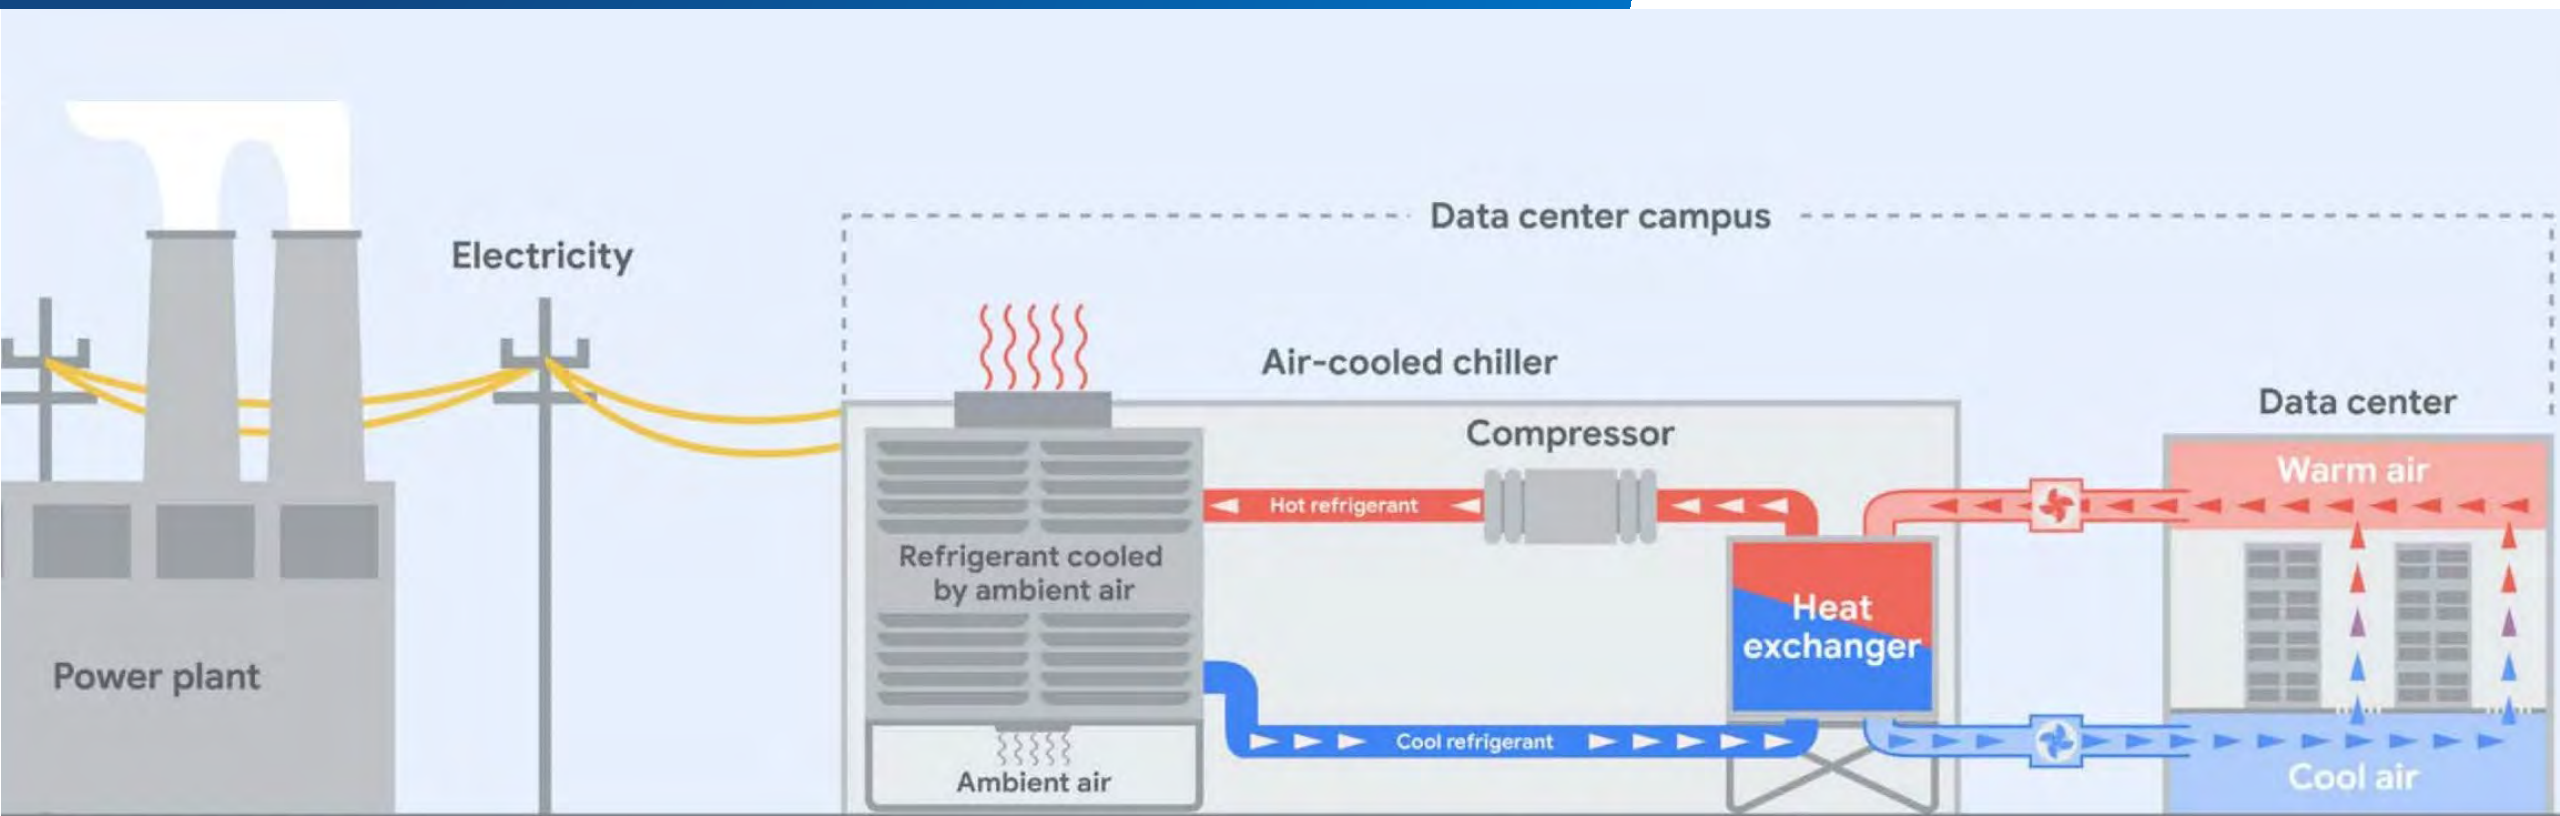 Data center campus
Electricity
Air-cooled chiller
Data center
Compressor
Warm air
Hot refrigerant
Refrigerant cooled
by ambient air
Heat
exchanger
Power plant
Cool refrigerant
Ambient air
Cool air